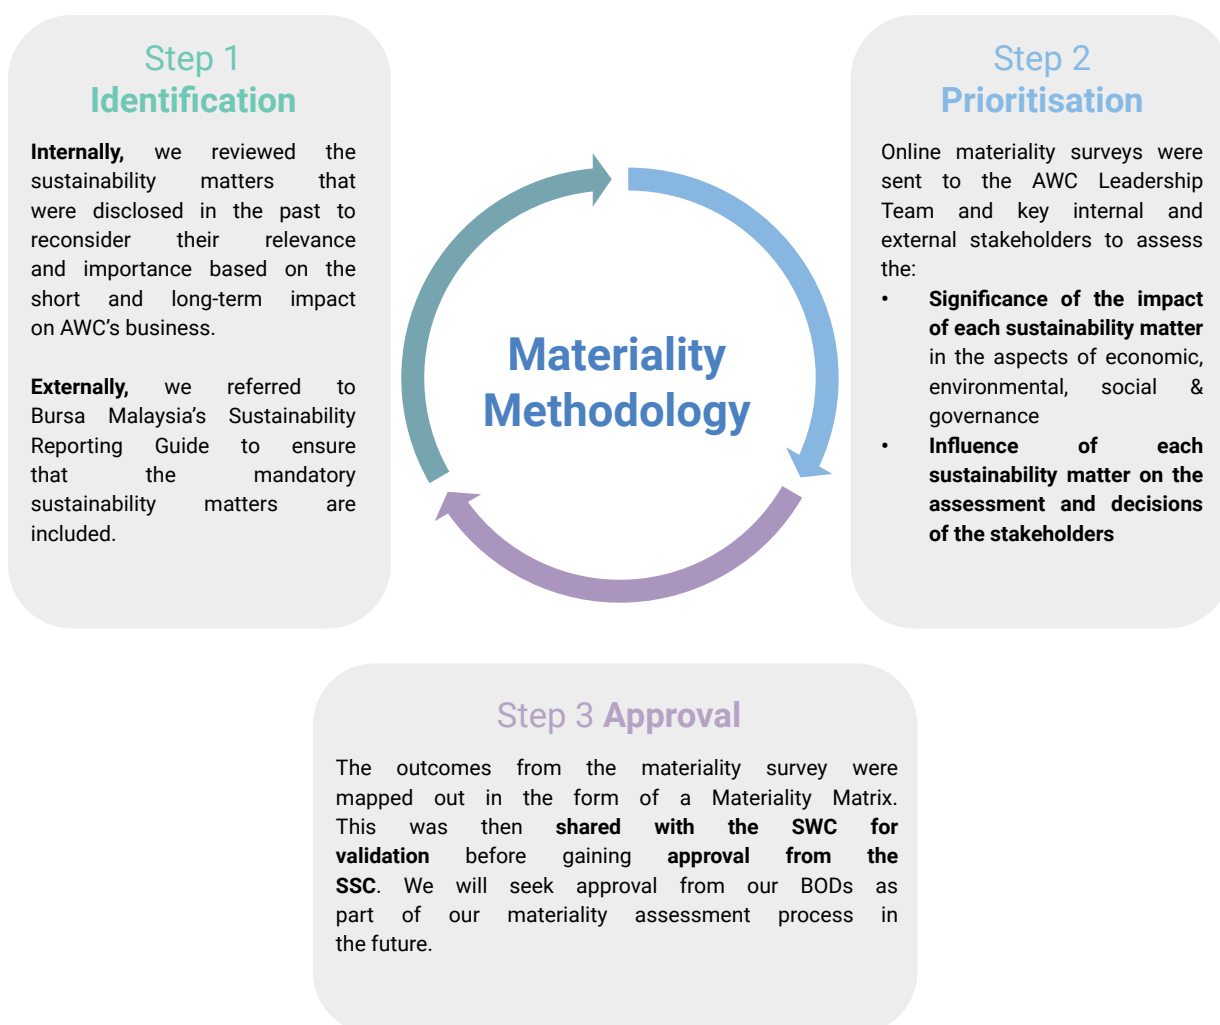 Step 1
Identification
Internally, we reviewed the
sustainability matters that
were disclosed in the past to
reconsider their relevance
and importance based on the
short and long-term impact
on AWC's business.
Externally, we referred to
Bursa Malaysia's Sustainability
Reporting Guide to ensure
that the mandatory
sustainability matters are
included.
Materiality
Methodology
Step 2
Prioritisation
Online materiality surveys were
sent to the AWC Leadership
Team and key internal and
external stakeholders to assess
the:
• Significance of the impact
of each sustainability matter
in the aspects of economic,
environmental, social &
governance
• Influence of each
sustainability matter on the
assessment and decisions
of the stakeholders
Step 3 Approval
The outcomes from the materiality survey were
mapped out in the form of a Materiality Matrix.
This was then shared with the SWC for
validation before gaining approval from the
SSC. We will seek approval from our BODs as
part of our materiality assessment process in
the future.